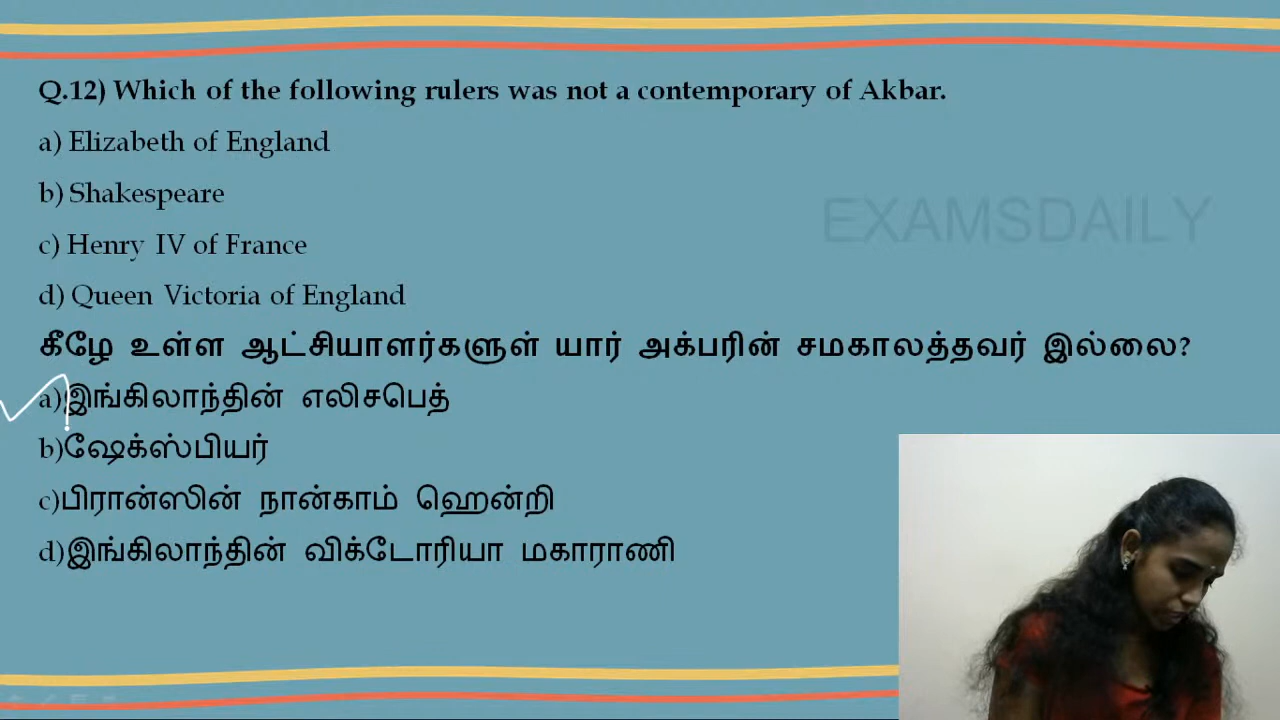 Q.12) Which of the following rulers was not a contemporary of Akbar.
a) Elizabeth of England
b) Shakespeare
EXAMSDAILY
c) Henry IV of France
d) Queen Victoria of England
கீழே உள்ள ஆட்சியாளர்களுள் யார் அக்பரின் சமகாலத்தவர் இல்லை?
a)இங்கிலாந்தின் எலிசபெத்
b)ஷேக்ஸ்பியர்
c)பிரான்ஸின் நான்காம் ஹென்றி
d)இங்கிலாந்தின் விக்டோரியா மகாராணி